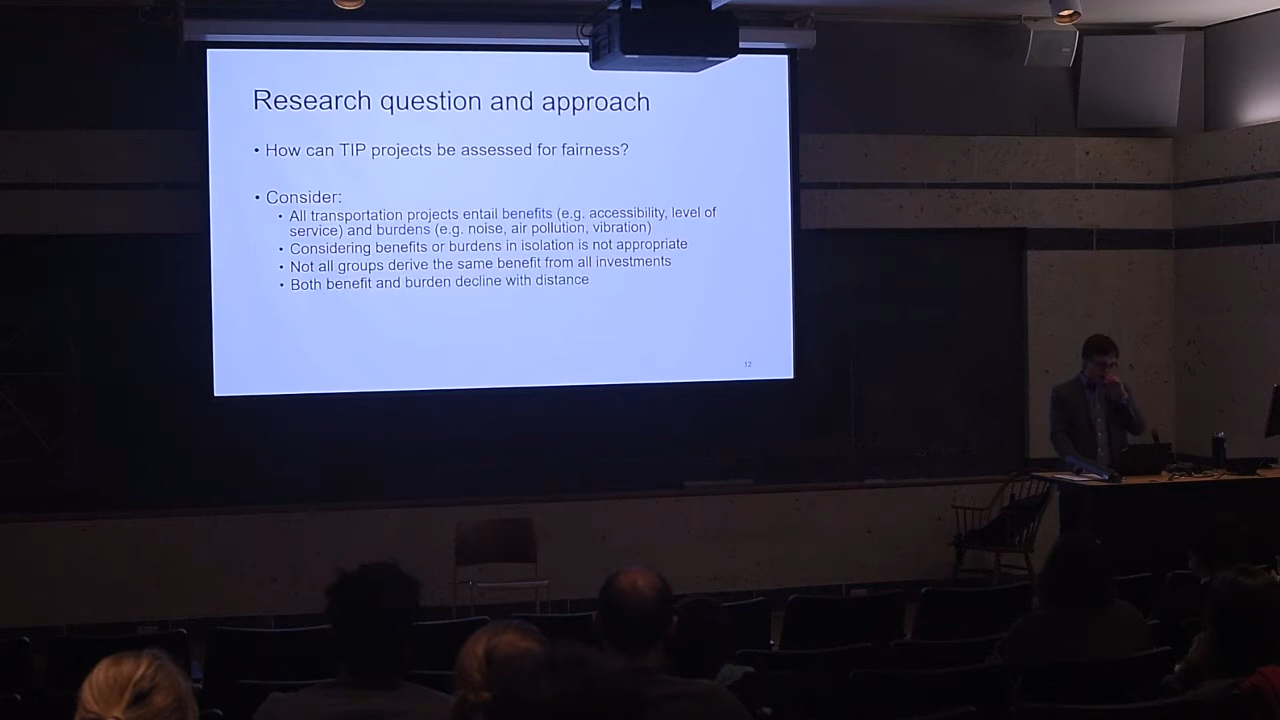 Research question and approach
• How can TIP projects be assessed for fairness?
• Consider:
• All transportation projects entail benefits (e.g. accessibility, level of
service) and burdens (e.g. noise, air pollution, vibration)
• Considering benefits or burdens in isolation is not appropriate
• Not all groups derive the same benefit from all investments
• Both benefit and burden decline with distance
12